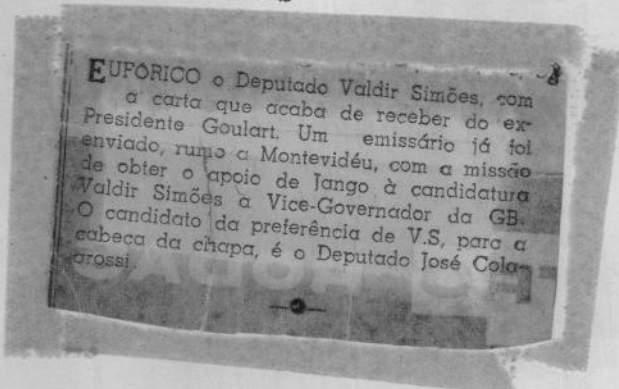 EUFÓRICO o Deputado Valdir Simões, com
a carta que acaba de receber do ex-
Presidente Goulart. Um emissário já foi
enviado, rumo a Montevidéu, com a missão
de obter o apoio de Jango à candidatura
Valdir Simões a Vice-Governador da GB.
O candidato da preferência de V.S, para a
cabeça da chapa, é o Deputado José Cola-
arossi.